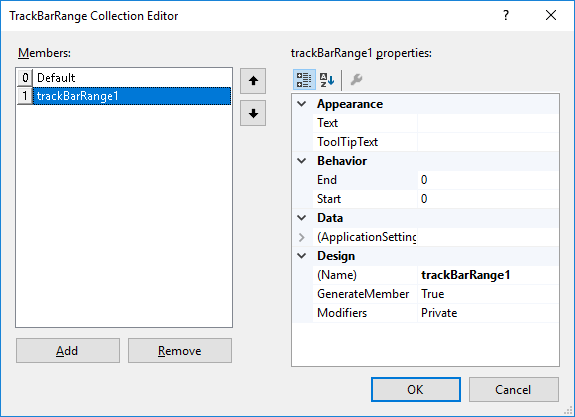 TrackBarRange Collection Editor
Members:
trackBarRange1 properties:
0 Default
1 trackBarRange1
Appearance
Text
ToolTipText
Behavior
End 0
Start 0
Data
(ApplicationSetting
Design
(Name) trackBarRange1
GenerateMember True
Modifiers Private
Add
Remove
OK
Cancel